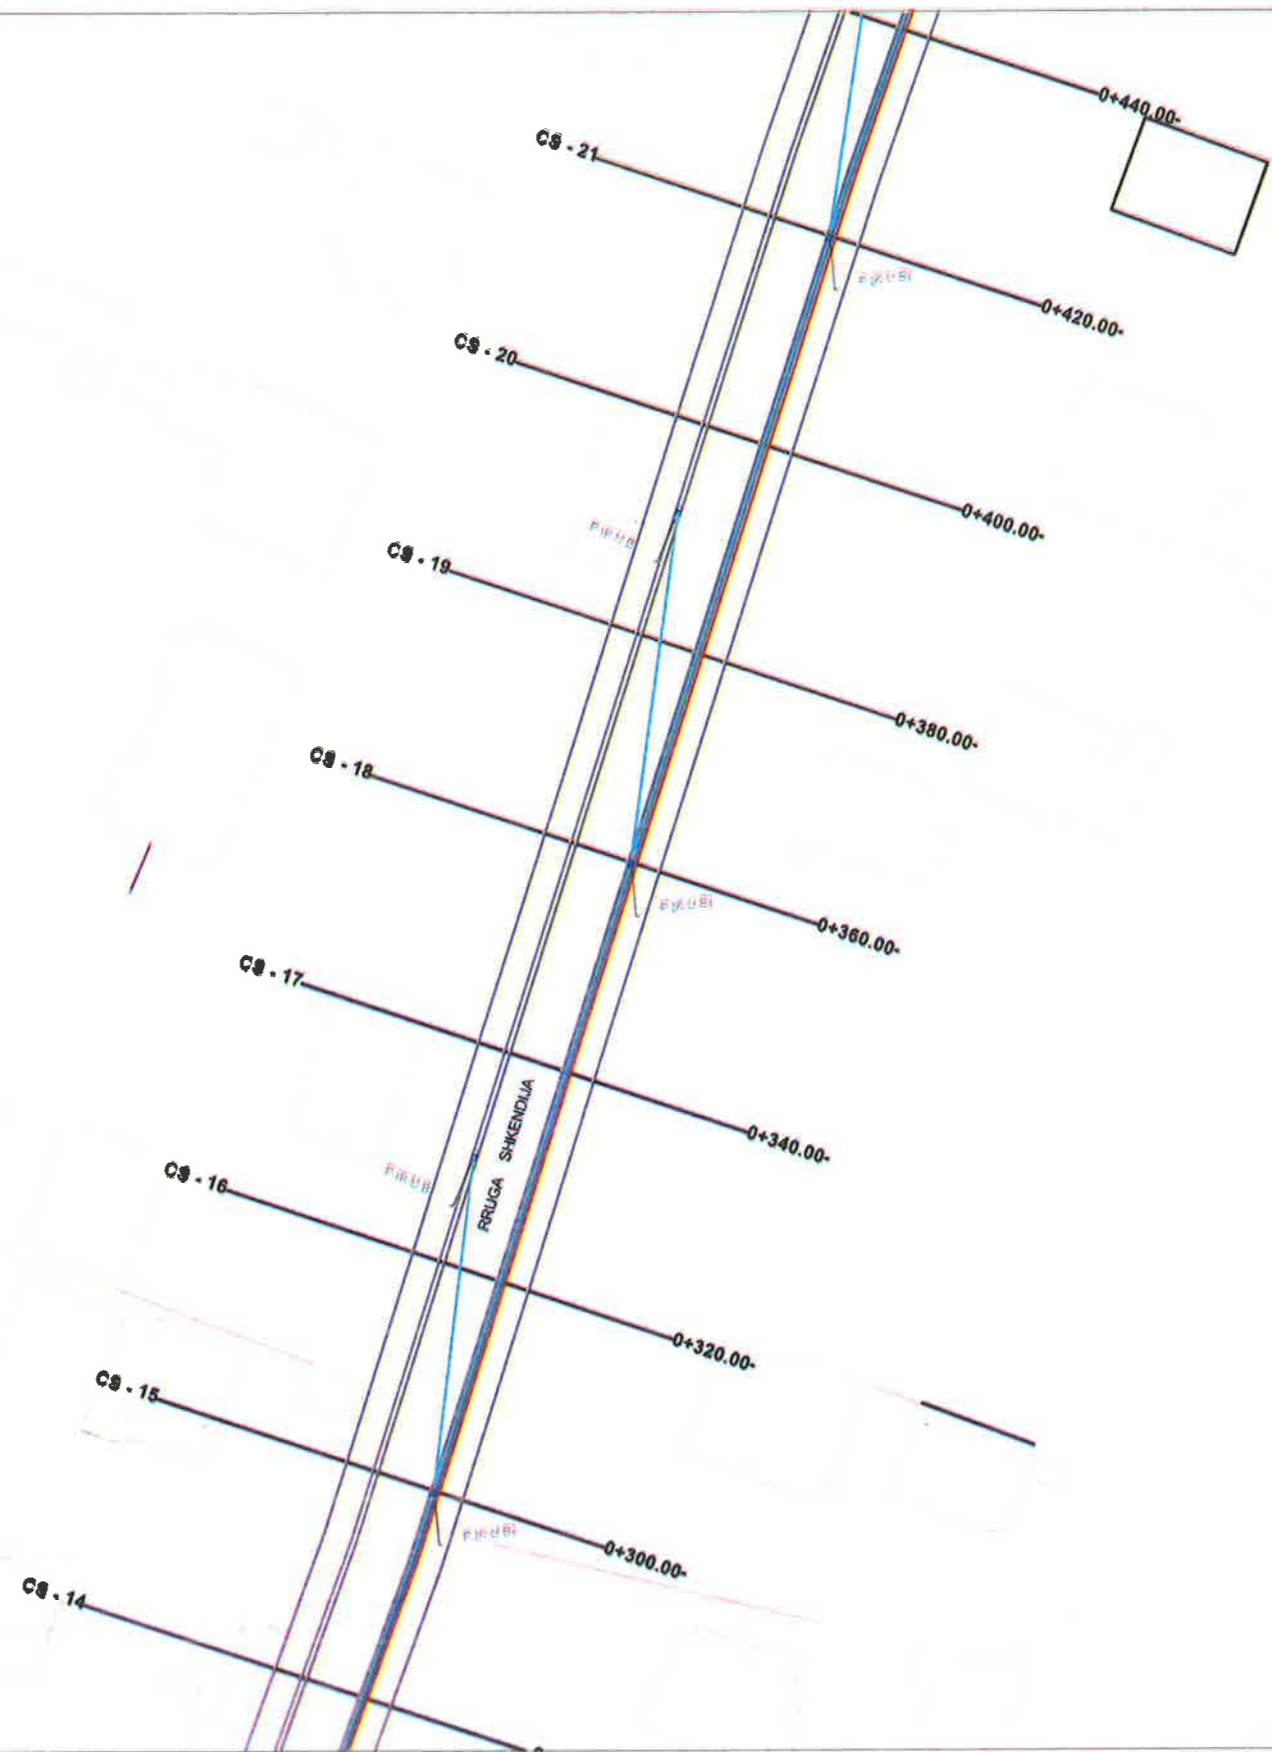 0+440.00-
CS - 21
0+420.00-
CS - 20
0+400.00-
CS - 19
0+380.00-
CS - 18
0+360.00-
CS - 17
0+340.00-
RRUGA SHKENDIJA
CS - 16
0+320.00-
CS - 15
0+300.00-
CS - 14